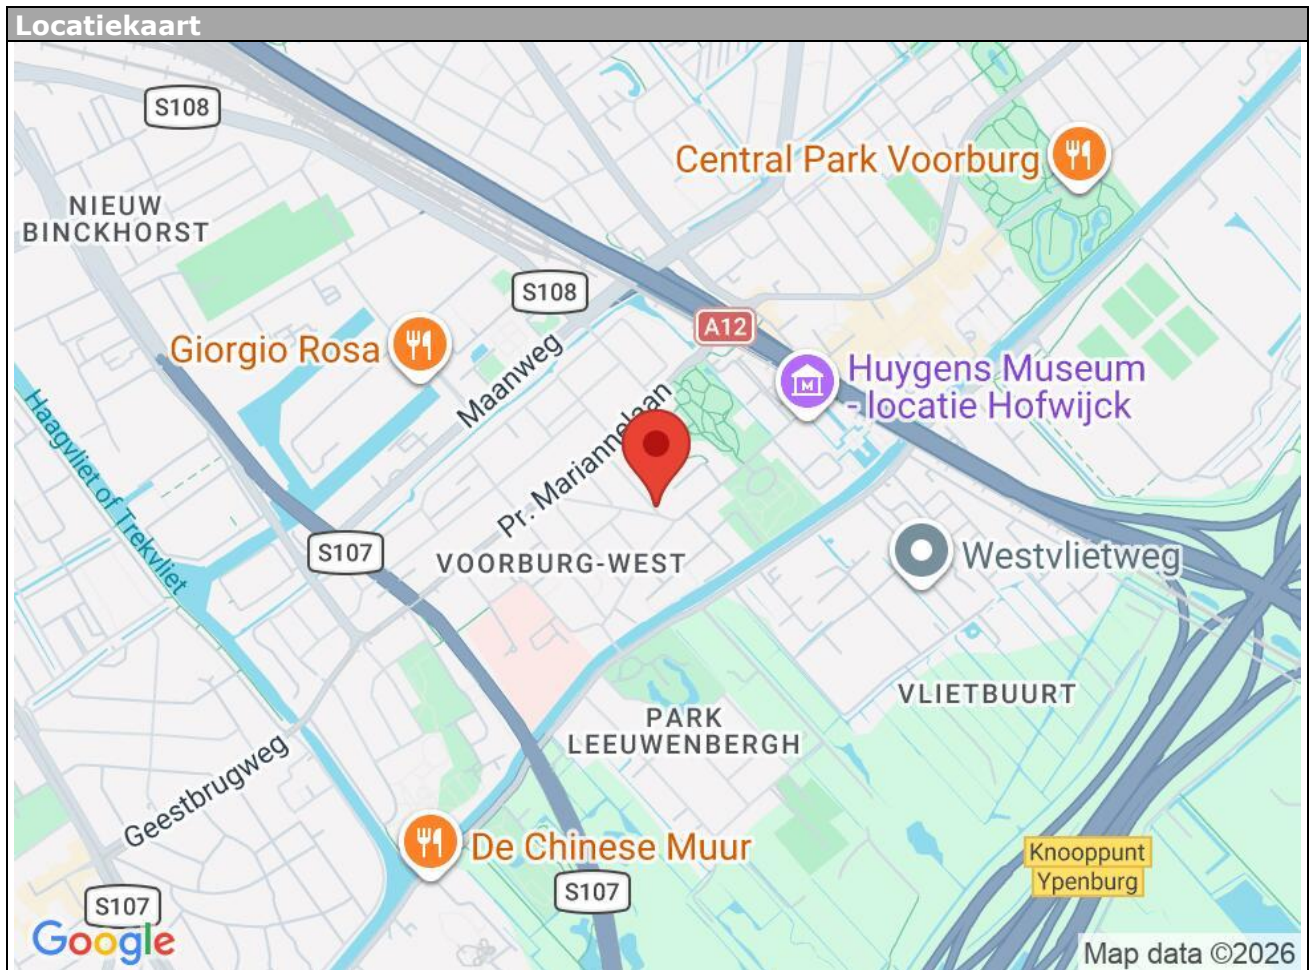 Locatiekaart
S108
Central Park Voorburg
NIEUW
BINCKHORST
S108
A12
Giorgio Rosa
Maanweg
Huygens Museum
- locatie Hofwijck
Haagvliet of Trekvliet
Pr. Mariannelaan
S107
VOORBURG-WEST
Westvlietweg
VLIETBUURT
PARK
LEEUWENBERGH
Geestbrugweg
De Chinese Muur
Knooppunt
Ypenburg
S107
S107
Google
Map data ©2026